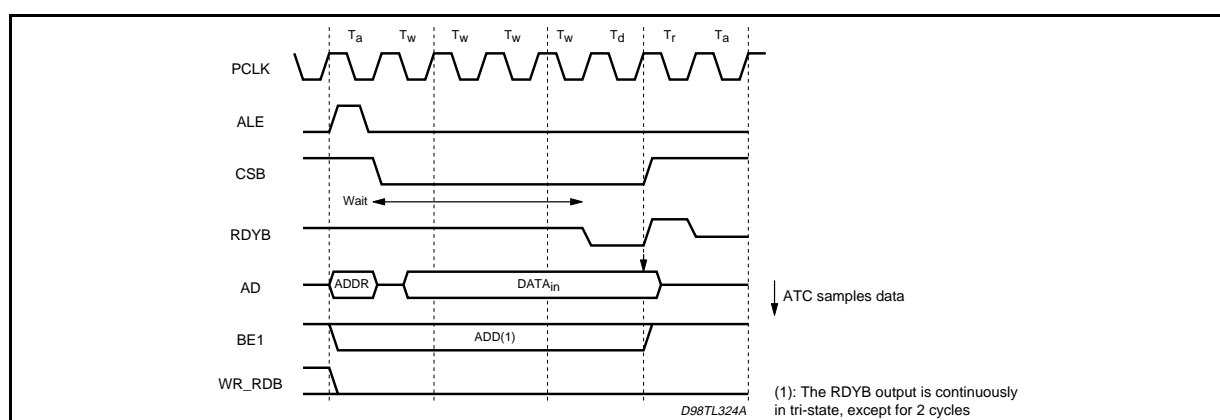 Ta Tw Tw Tw Tw Td Tr Ta
PCLK
ALE
CSB
Wait
RDYB
AD ADDR DATAin
ATC samples data
BE1 ADD(1)
WR_RDB
(1): The RDYB output is continuously
in tri-state, except for 2 cycles
D98TL324A